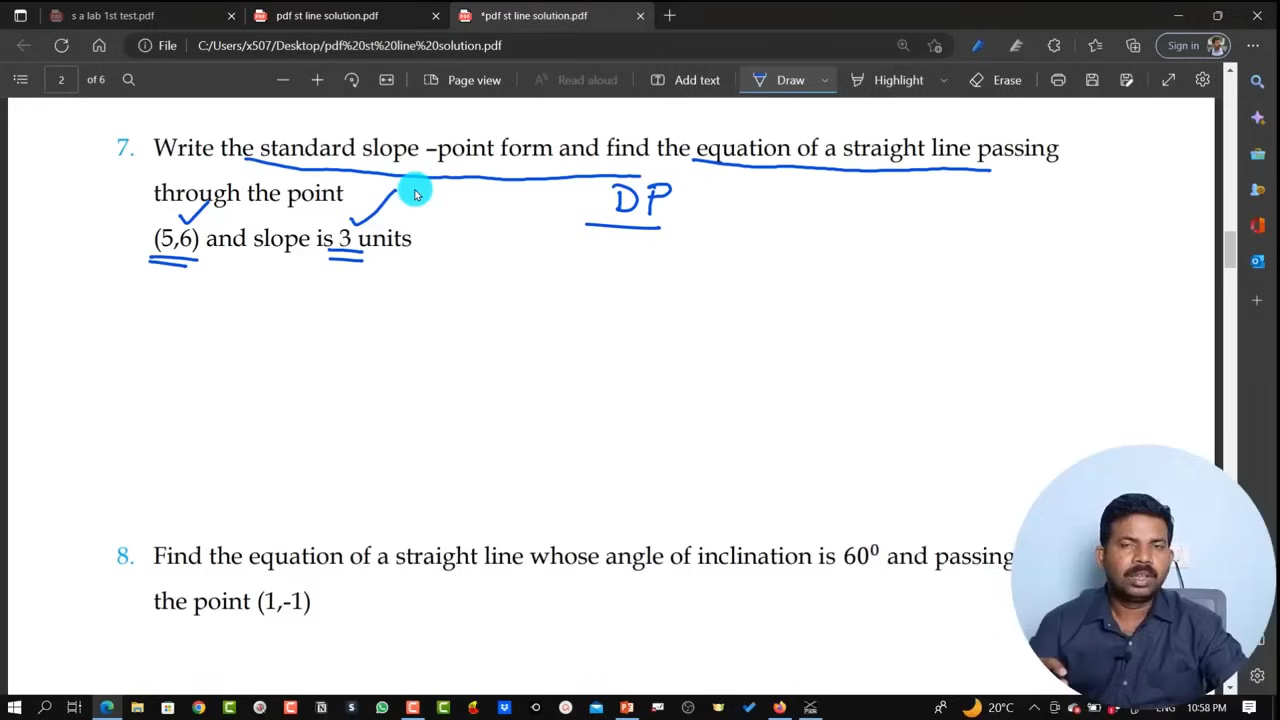 s a lab 1st test.pdf
pdf st line solution.pdf
*pdf st line solution.pdf
File
C:/Users/x507/Desktop/pdf%20st%20line%20solution.pdf
Sign in
2 of 6
Page view
Read aloud
Add text
Draw
Highlight
Erase
7. Write the standard slope –point form and find the equation of a straight line passing
through the point
DP
(5,6) and slope is 3 units
8. Find the equation of a straight line whose angle of inclination is 60⁰ and passing
the point (1,-1)
20°C
ENG
10:58 PM